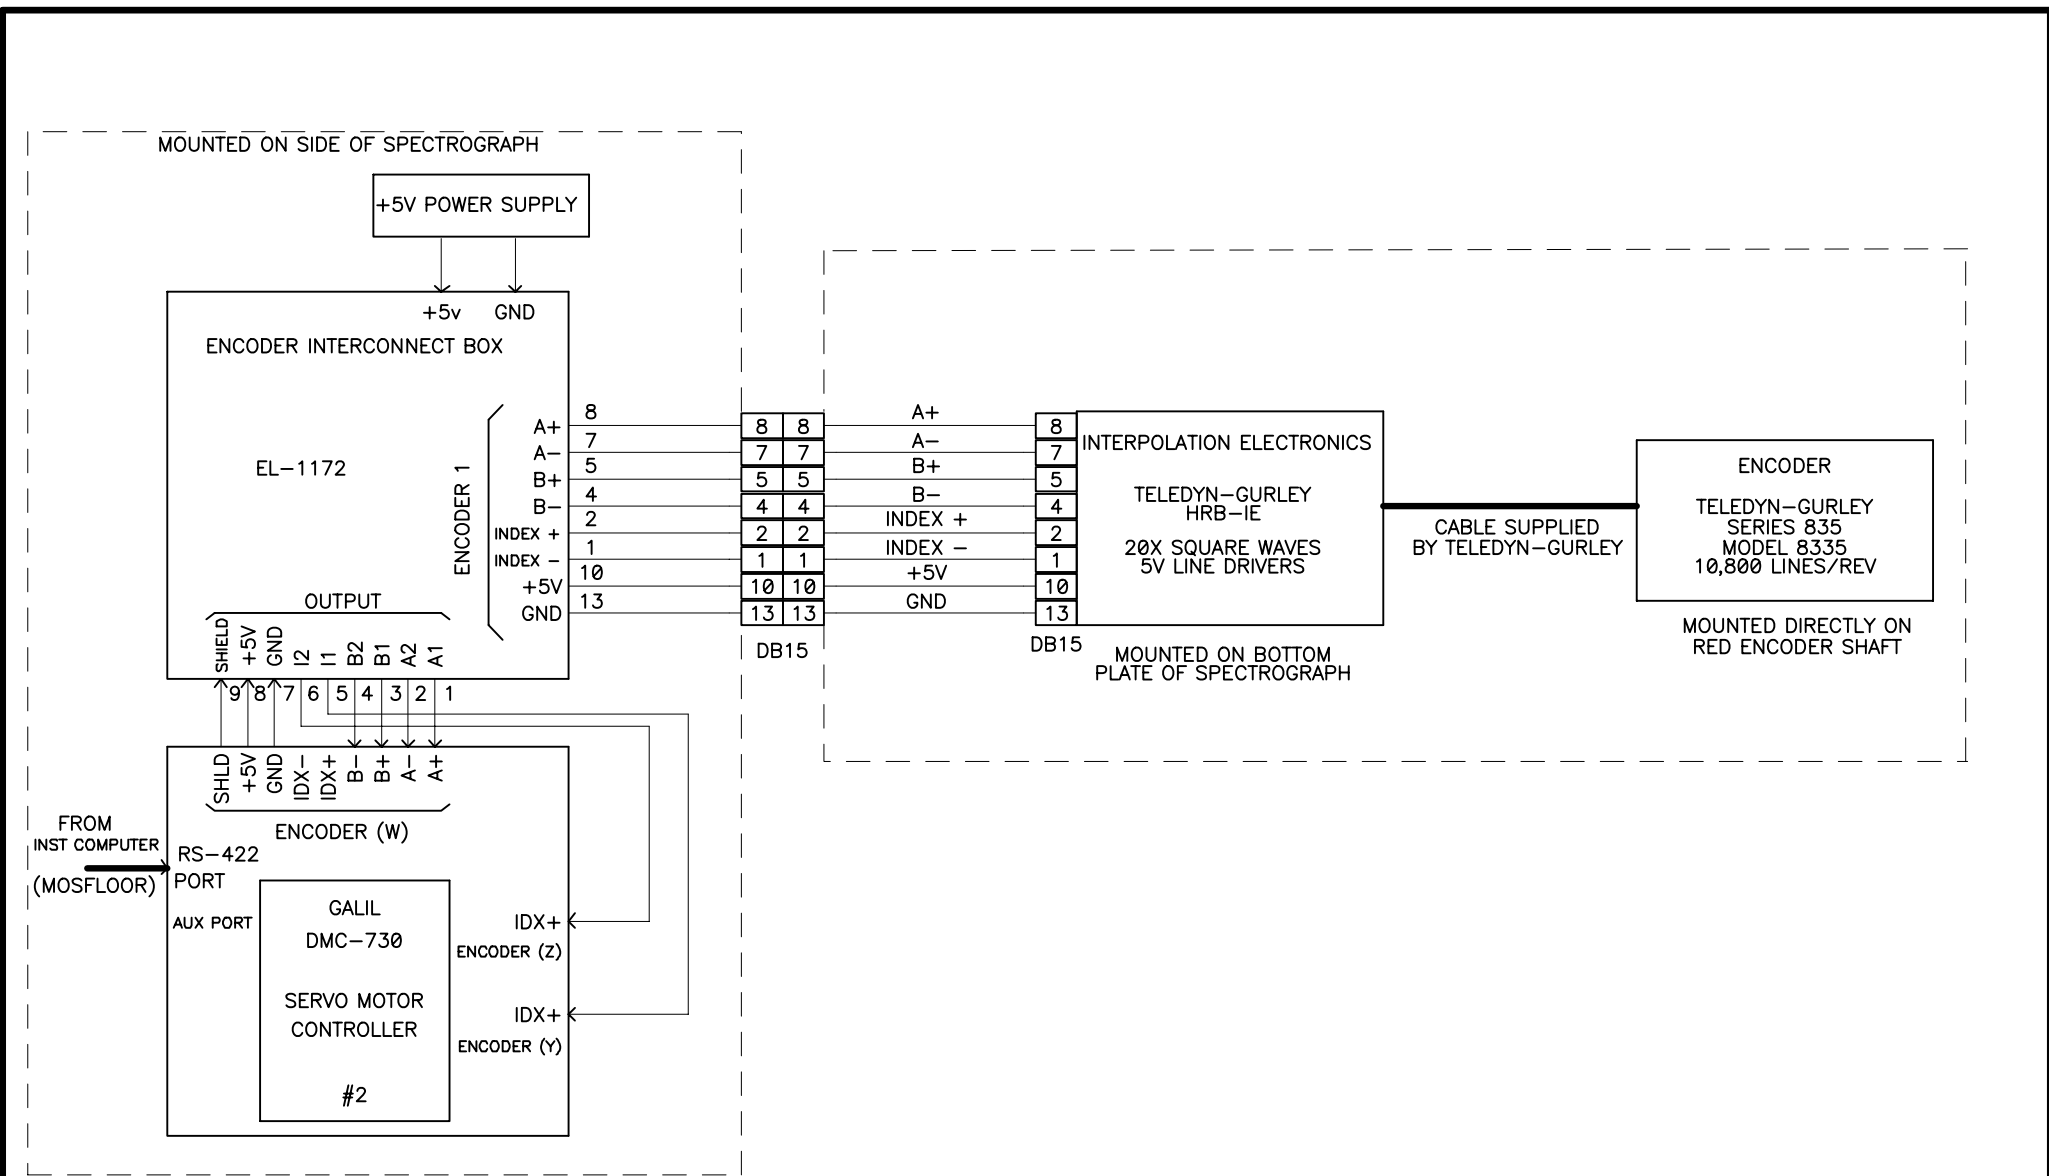 MOUNTED ON SIDE OF SPECTROGRAPH
+5V POWER SUPPLY
+5v GND
ENCODER INTERCONNECT BOX
EL-1172
ENCODER 1
A+ 8
A- 7
B+ 5
B- 4
INDEX + 2
INDEX - 1
+5V 10
GND 13
8 8
7 7
5 5
4 4
2 2
1 1
10 10
13 13
DB15
A+
A-
B+
B-
INDEX +
INDEX -
+5V
GND
8
7
5
4
2
1
10
13
DB15
INTERPOLATION ELECTRONICS
TELEDYN-GURLEY
HRB-IE
20X SQUARE WAVES
5V LINE DRIVERS
MOUNTED ON BOTTOM
PLATE OF SPECTROGRAPH
CABLE SUPPLIED
BY TELEDYN-GURLEY
ENCODER
TELEDYN-GURLEY
SERIES 835
MODEL 8335
10,800 LINES/REV
MOUNTED DIRECTLY ON
RED ENCODER SHAFT
OUTPUT
SHIELD +5V GND I2 I1 B2 B1 A2 A1
9 8 7 6 5 4 3 2 1
SHLD +5V GND IDX- IDX+ B- B+ A- A+
ENCODER (W)
FROM
INST COMPUTER
(MOSFLOOR)
RS-422
PORT
AUX PORT
GALIL
DMC-730
SERVO MOTOR
CONTROLLER
#2
IDX+
ENCODER (Z)
IDX+
ENCODER (Y)